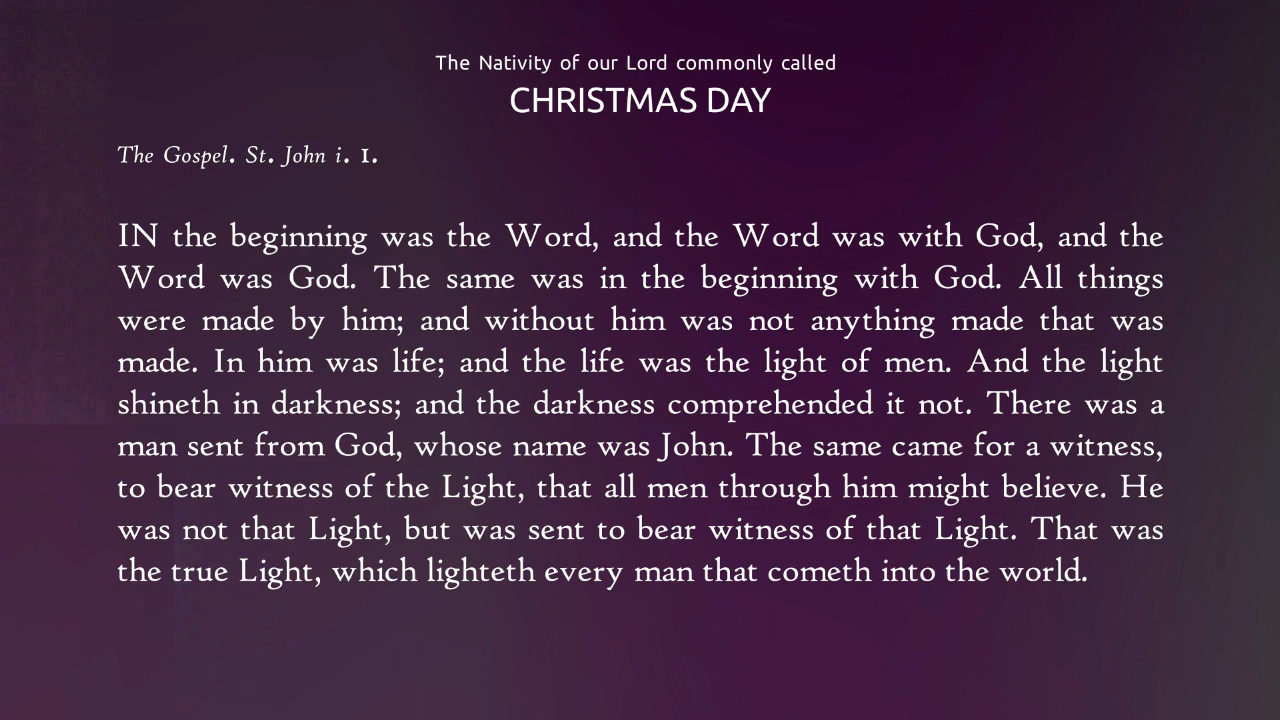 The Nativity of our Lord commonly called
CHRISTMAS DAY
The Gospel. St. John i. 1.
IN the beginning was the Word, and the Word was with God, and the
Word was God. The same was in the beginning with God. All things
were made by him; and without him was not anything made that was
made. In him was life; and the life was the light of men. And the light
shineth in darkness; and the darkness comprehended it not. There was a
man sent from God, whose name was John. The same came for a witness,
to bear witness of the Light, that all men through him might believe. He
was not that Light, but was sent to bear witness of that Light. That was
the true Light, which lighteth every man that cometh into the world.